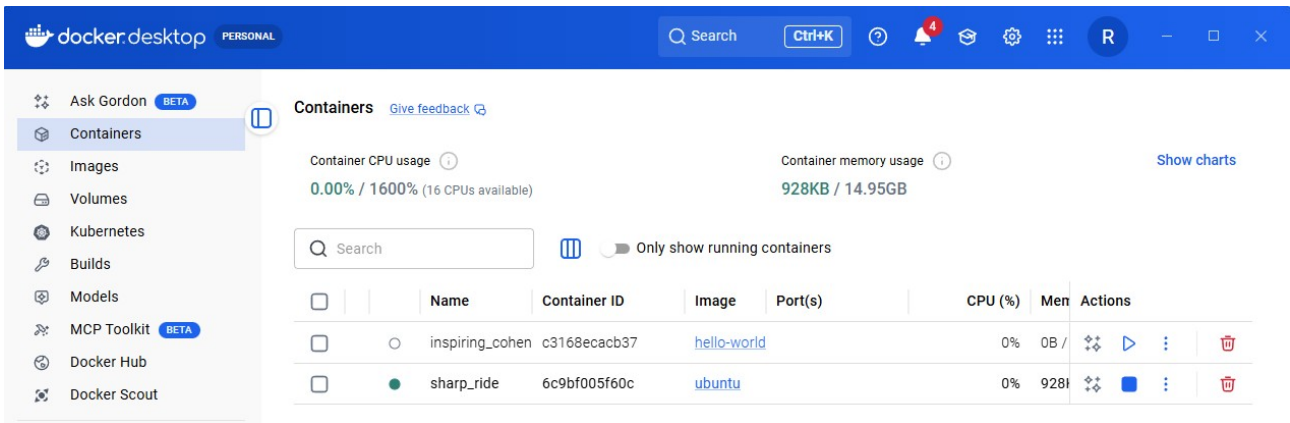 docker.desktop PERSONAL Search Ctrl+K 4 R
Ask Gordon BETA
Containers
Images
Volumes
Kubernetes
Builds
Models
MCP Toolkit BETA
Docker Hub
Docker Scout
Containers Give feedback
Container CPU usage Container memory usage Show charts
0.00% / 1600% (16 CPUs available) 928KB / 14.95GB
Search Only show running containers
Name Container ID Image Port(s) CPU (%) Mem Actions
inspiring_cohen c3168ecacb37 hello-world 0% 0B /
sharp_ride 6c9bf005f60c ubuntu 0% 928K